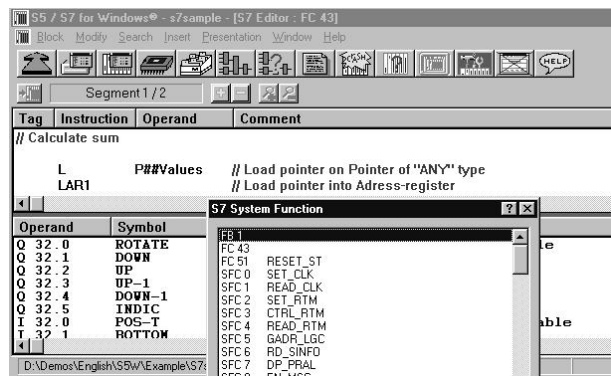 S5 / S7 for Windows® - s7sample - [S7 Editor : FC 43]
Block Modify Search Insert Presentation Window Help
HELP
Segment 1 / 2
Tag Instruction Operand Comment
// Calculate sum
L P##Values // Load pointer on Pointer of "ANY" type
LAR1 // Load pointer into Adress-register
S7 System Function
Operand Symbol
Q 32.0 ROTATE
Q 32.1 DOWN
Q 32.2 UP
Q 32.3 UP-1
Q 32.4 DOWN-1
Q 32.5 INDIC
I 32.0 POS-T
I 32.1 BOTTOM
FB 1
FC 43
FC 51 RESET_ST
SFC 0 SET_CLK
SFC 1 READ_CLK
SFC 2 SET_RTM
SFC 3 CTRL_RTM
SFC 4 READ_RTM
SFC 5 GADR_LGC
SFC 6 RD_SINFO
SFC 7 DP_PRAL
SFC 8 EN_MSG
D:\Demos\English\S5W\Example\S7